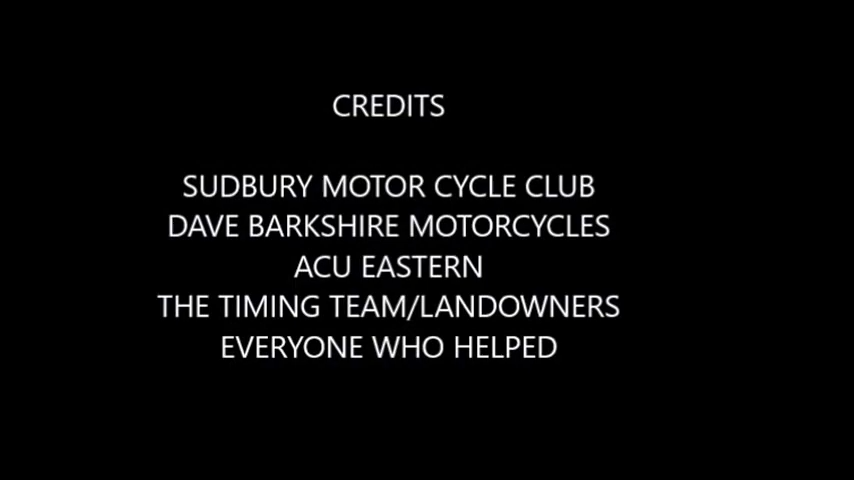 CREDITS
SUDBURY MOTOR CYCLE CLUB
DAVE BARKSHIRE MOTORCYCLES
ACU EASTERN
THE TIMING TEAM/LANDOWNERS
EVERYONE WHO HELPED